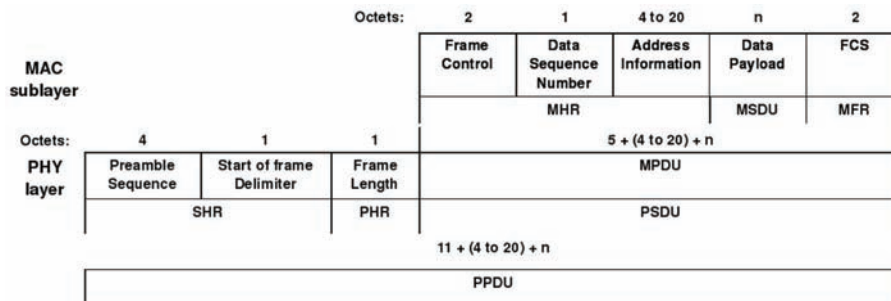 Octets: 2 1 4 to 20 n 2
MAC sublayer
Frame Control
Data Sequence Number
Address Information
Data Payload
FCS
MHR MSDU MFR
Octets: 4 1 1 5 + (4 to 20) + n
PHY layer
Preamble Sequence
Start of frame Delimiter
Frame Length
MPDU
SHR PHR PSDU
11 + (4 to 20) + n
PPDU